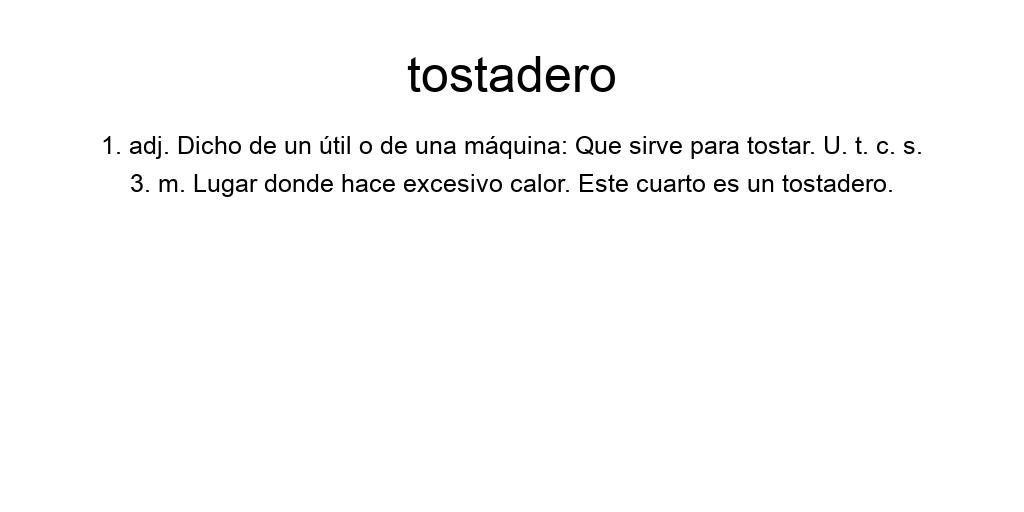 tostadero
1. adj. Dicho de un útil o de una máquina: Que sirve para tostar. U. t. c. s.
3. m. Lugar donde hace excesivo calor. Este cuarto es un tostadero.